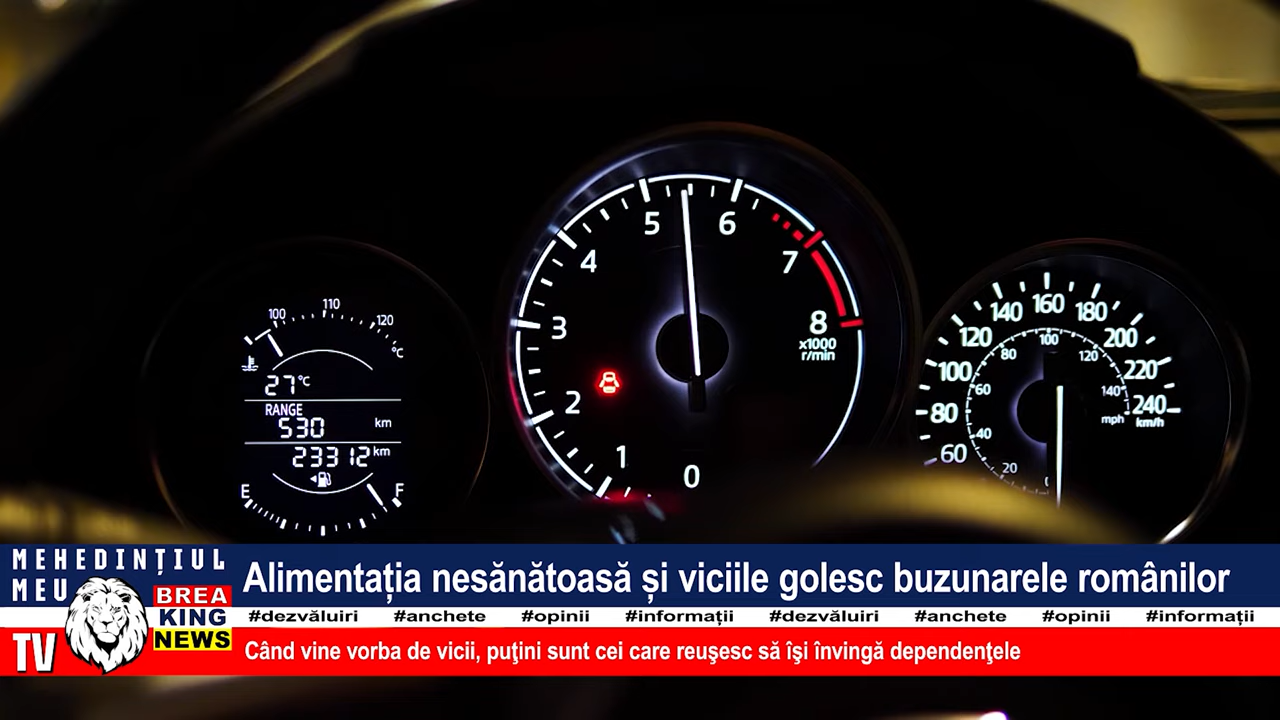 100
110
120
°C
27°C
RANGE
530 km
23312 km
E
F
0
1
2
3
4
5
6
7
8
x1000
r/min
60
80
100
120
140
160
180
200
220
240
km/h
20
40
60
80
100
120
140
mph
MEHEDINȚIUL
MEU
TV
BREA
KING
NEWS
Alimentația nesănătoasă și viciile golesc buzunarele românilor
#dezvăluiri #anchete #opinii #informații #dezvăluiri #anchete #opinii #informații
Când vine vorba de vicii, puţini sunt cei care reuşesc să îşi învingă dependenţele